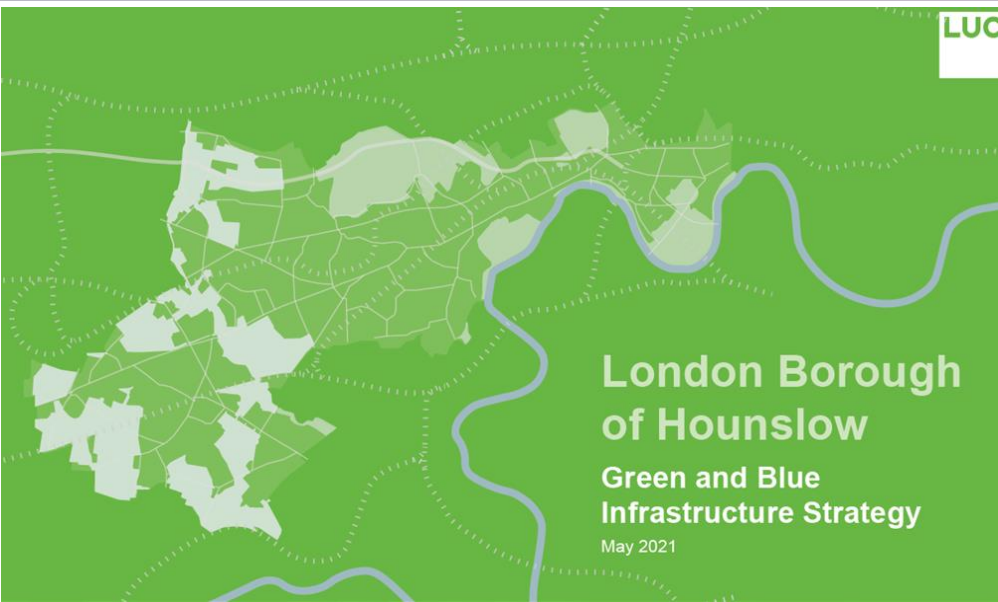 LUC
London Borough
of Hounslow
Green and Blue
Infrastructure Strategy
May 2021